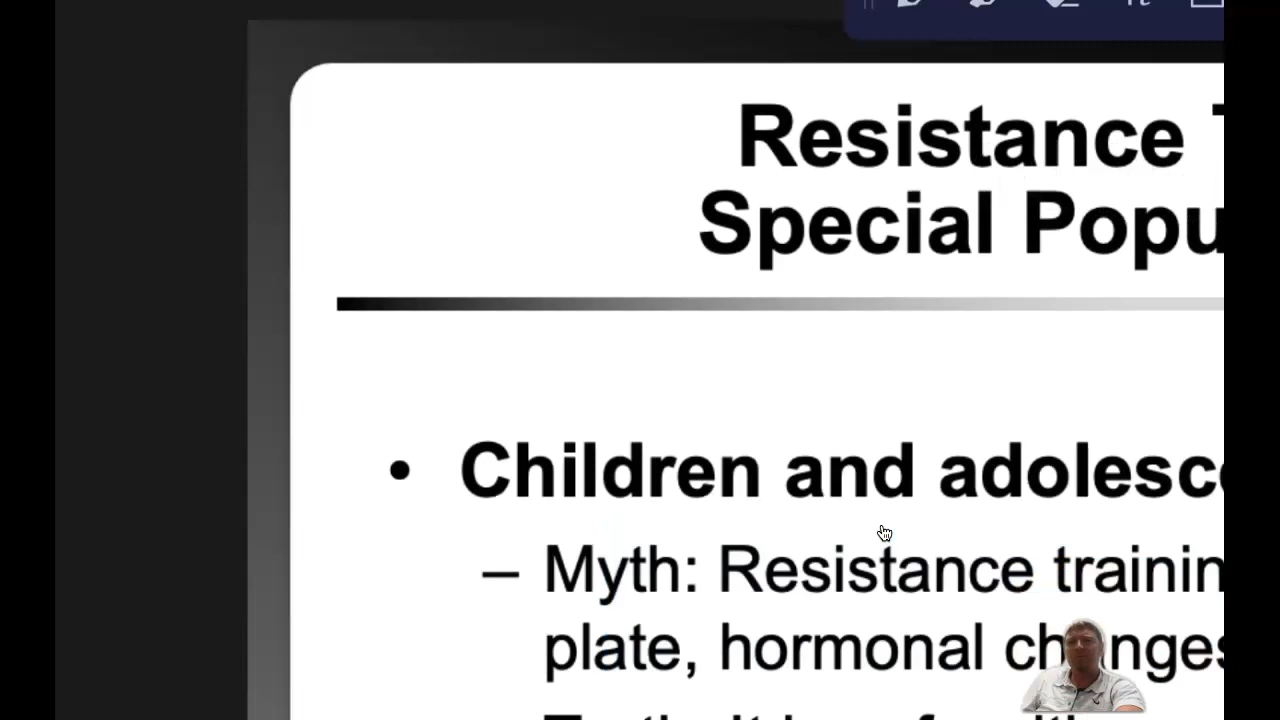 Resistance
Special Popu
• Children and adolesc
– Myth: Resistance trainin
plate, hormonal changes